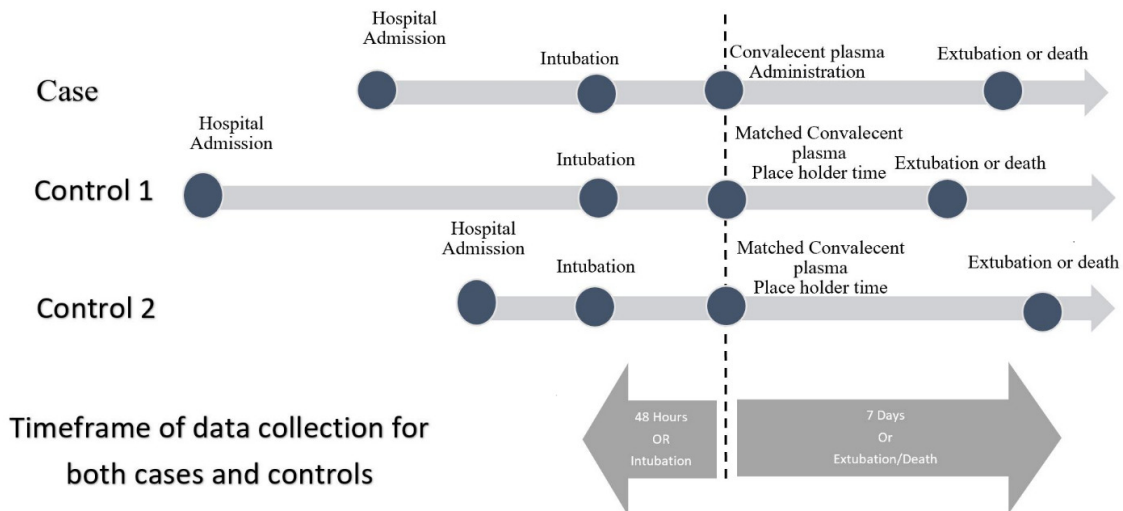 Hospital
Admission
Intubation
Convalecent plasma
Administration
Extubation or death
Case
Hospital
Admission
Intubation
Matched Convalecent
plasma
Place holder time
Extubation or death
Control 1
Hospital
Admission
Intubation
Matched Convalecent
plasma
Place holder time
Extubation or death
Control 2
Timeframe of data collection for
both cases and controls
48 Hours
OR
Intubation
7 Days
Or
Extubation/Death